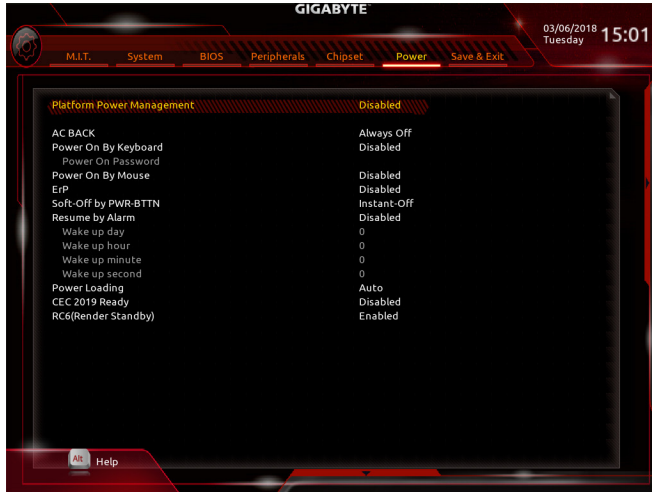 GIGABYTE™
03/06/2018 15:01
Tuesday
M.I.T. System BIOS Peripherals Chipset Power Save & Exit
Platform Power Management Disabled
AC BACK Always Off
Power On By Keyboard Disabled
Power On Password
Power On By Mouse Disabled
ErP Disabled
Soft-Off by PWR-BTTN Instant-Off
Resume by Alarm Disabled
Wake up day 0
Wake up hour 0
Wake up minute 0
Wake up second 0
Power Loading Auto
CEC 2019 Ready Disabled
RC6(Render Standby) Enabled
Alt Help